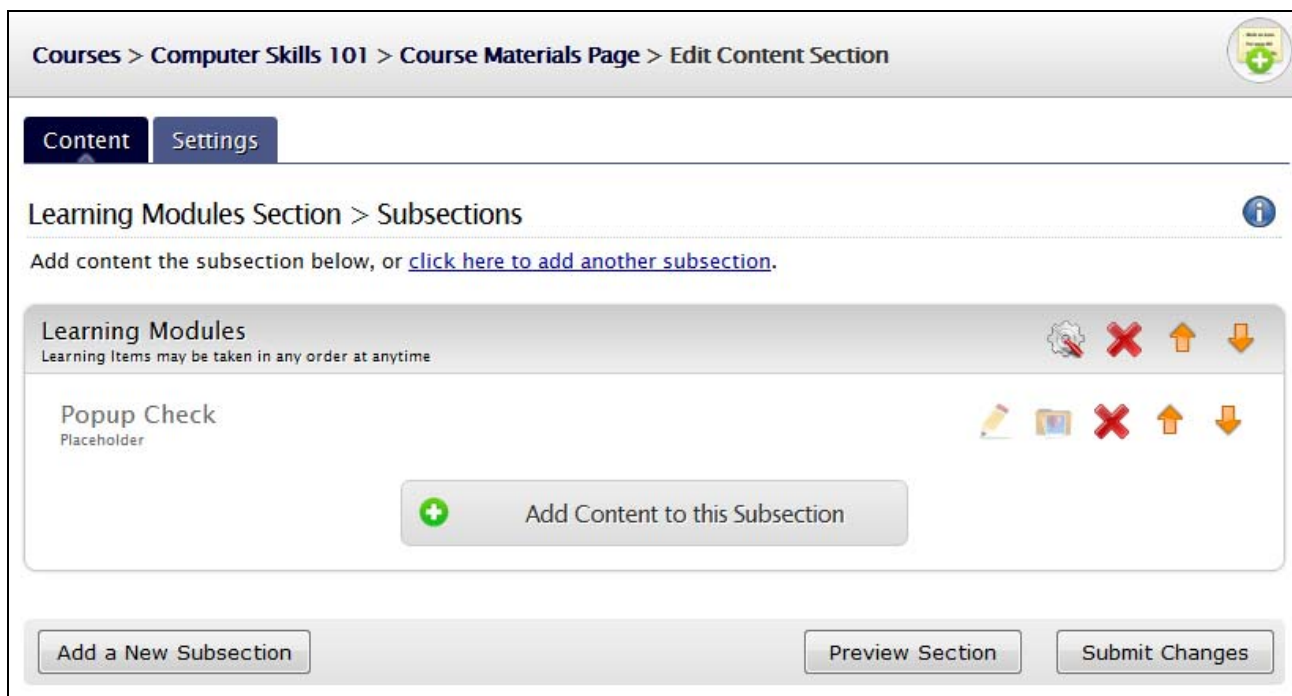 Courses > Computer Skills 101 > Course Materials Page > Edit Content Section
Content
Settings
Learning Modules Section > Subsections
Add content the subsection below, or click here to add another subsection.
Learning Modules
Learning Items may be taken in any order at anytime
Popup Check
Placeholder
Add Content to this Subsection
Add a New Subsection
Preview Section
Submit Changes